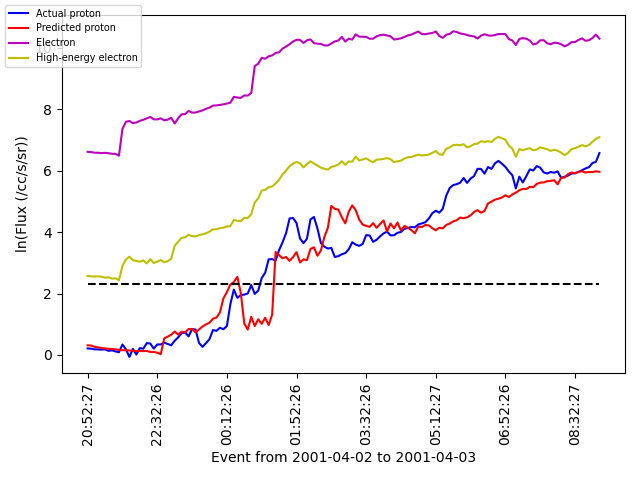 Actual proton
Predicted proton
Electron
High-energy electron
10
8
6
4
2
0
ln(Flux (/cc/s/sr))
20:52:27
22:32:26
00:12:26
01:52:26
03:32:26
05:12:27
06:52:26
08:32:27
Event from 2001-04-02 to 2001-04-03